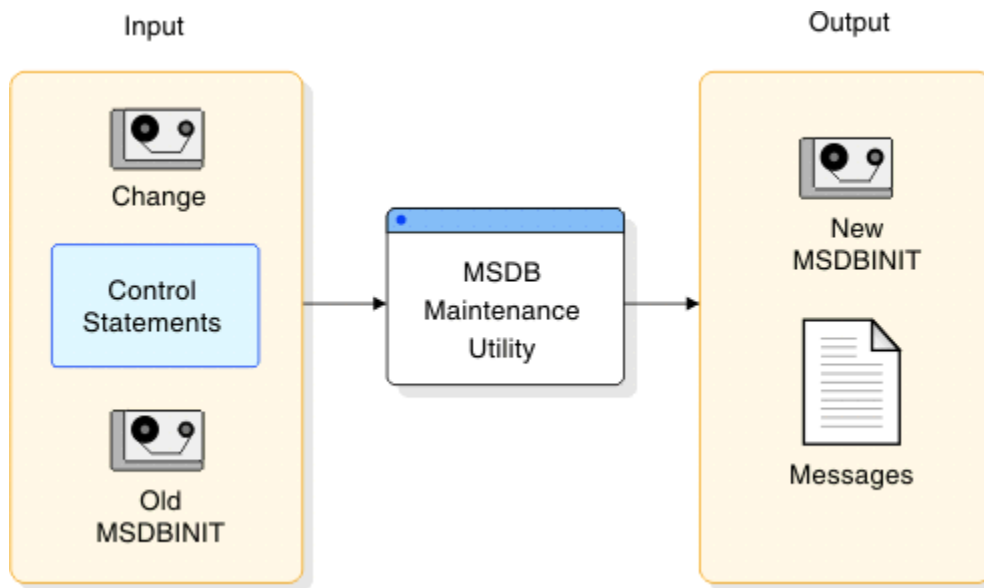 Input
Output
Change
Control
Statements
Old
MSDBINIT
MSDB
Maintenance
Utility
New
MSDBINIT
Messages